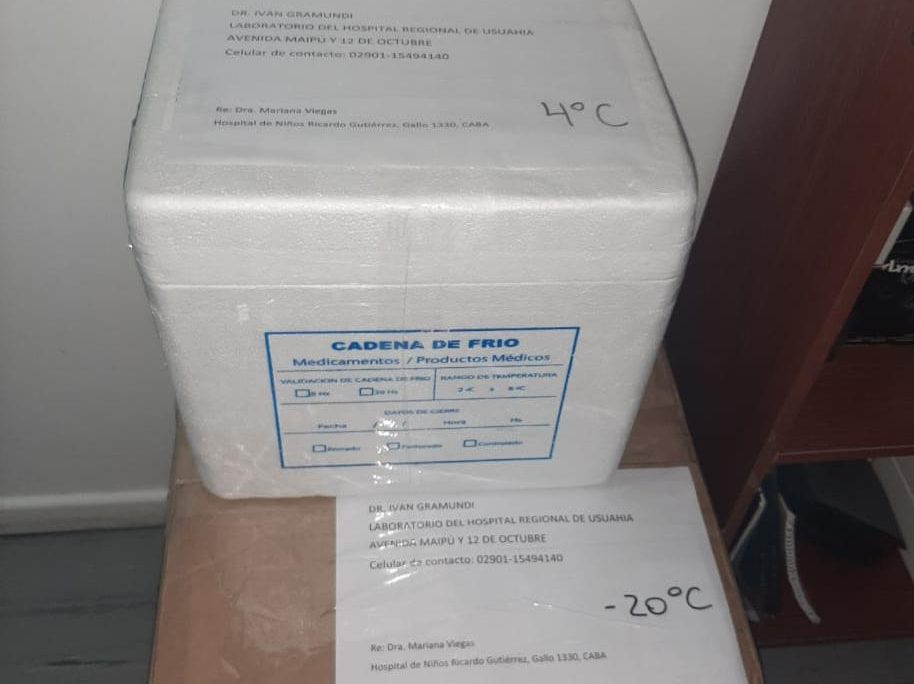 DR. IVAN GRAMUNDI
LABORATORIO DEL HOSPITAL REGIONAL DE USUAHIA
AVENIDA MAIPÚ Y 12 DE OCTUBRE
Celular de contacto: 02901-15494140
Re: Dra. Mariana Viegas
Hospital de Niños Ricardo Gutiérrez, Gallo 1330, CABA
4°C
CADENA DE FRIO
Medicamentos / Productos Médicos
VALIDACION DE CADENA DE FRIO
RANGO DE TEMPERATURA
DATOS DE CIERRE
Fecha / / Hora Hs
Controlado
DR. IVAN GRAMUNDI
LABORATORIO DEL HOSPITAL REGIONAL DE USUAHIA
AVENIDA MAIPÚ Y 12 DE OCTUBRE
Celular de contacto: 02901-15494140
-20°C
Re: Dra. Mariana Viegas
Hospital de Niños Ricardo Gutiérrez, Gallo 1330, CABA